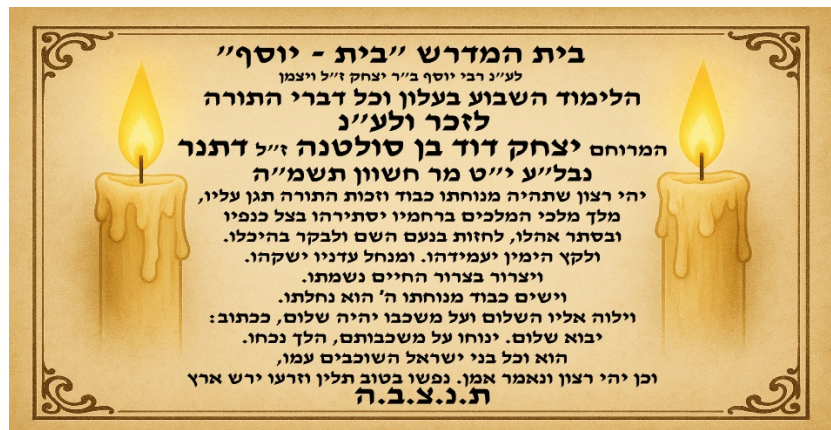 בית המדרש "בית - יוסף"
לע"נ רבי יוסף ב"ר יצחק ז"ל ויצמן
הלימוד השבוע בעלון וכל דברי התורה
לזכר ולע"נ
המרוחם יצחק דוד בן סולטנה ז"ל דתנר
נבל"ע י"ט מר חשוון תשמ"ה
יהי רצון שתהיה מנוחתו כבוד וזכות התורה תגן עליו,
מלך מלכי המלכים ברחמיו יסתירהו בצל כנפיו
ובסתר אהלו, לחזות בנעם השם ולבקר בהיכלו.
ולקץ הימין יעמידהו. ומנחל עדניו ישקהו.
ויצרור בצרור החיים נשמתו.
וישים כבוד מנוחתו ה' הוא נחלתו.
וילוה אליו השלום ועל משכבו יהיה שלום, ככתוב:
יבוא שלום. ינוחו על משכבותם, הלך נכחו.
הוא וכל בני ישראל השוכבים עמו,
וכן יהי רצון ונאמר אמן. נפשו בטוב תלין וזרעו ירש ארץ
ת.נ.צ.ב.ה